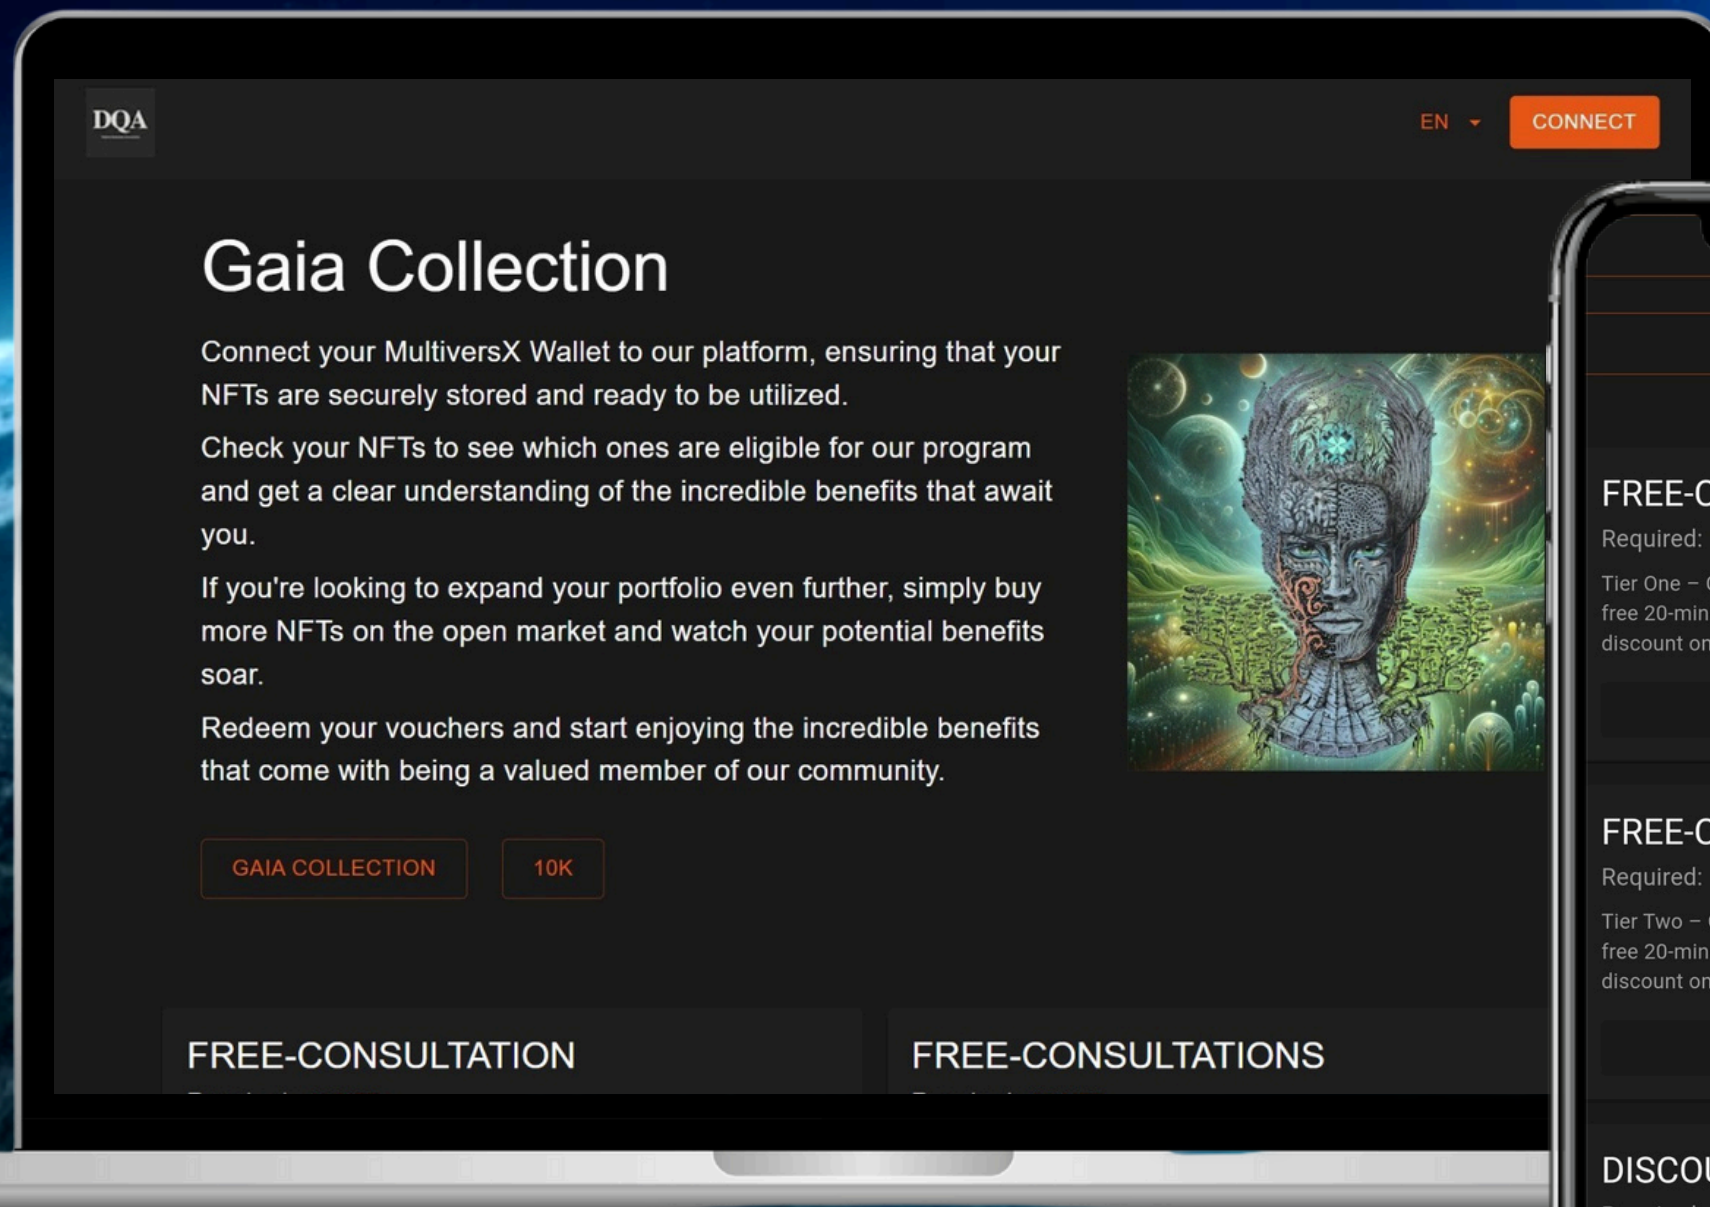 DQA
EN
CONNECT
Gaia Collection
Connect your MultiversX Wallet to our platform, ensuring that your
NFTs are securely stored and ready to be utilized.
Check your NFTs to see which ones are eligible for our program
and get a clear understanding of the incredible benefits that await
you.
If you're looking to expand your portfolio even further, simply buy
more NFTs on the open market and watch your potential benefits
soar.
Redeem your vouchers and start enjoying the incredible benefits
that come with being a valued member of our community.
GAIA COLLECTION
10K
FREE-CONSULTATION
FREE-CONSULTATIONS
FREE-C
Required:
Tier One –
free 20-min
discount on
FREE-C
Required:
Tier Two –
free 20-min
discount on
DISCOU